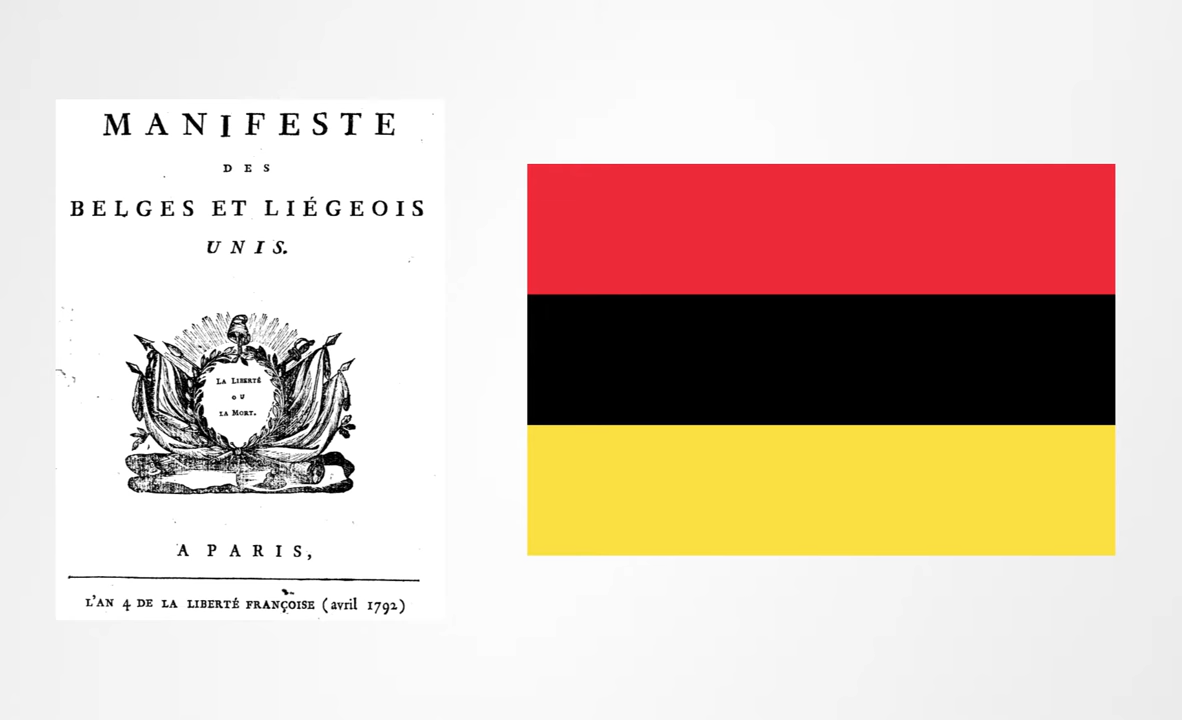 MANIFESTE
DES
BELGES ET LIÉGEOIS
UNIS.
LA LIBERTÉ
OU
LA MORT.
A PARIS,
L'AN 4 DE LA LIBERTÉ FRANÇOISE (avril 1792)